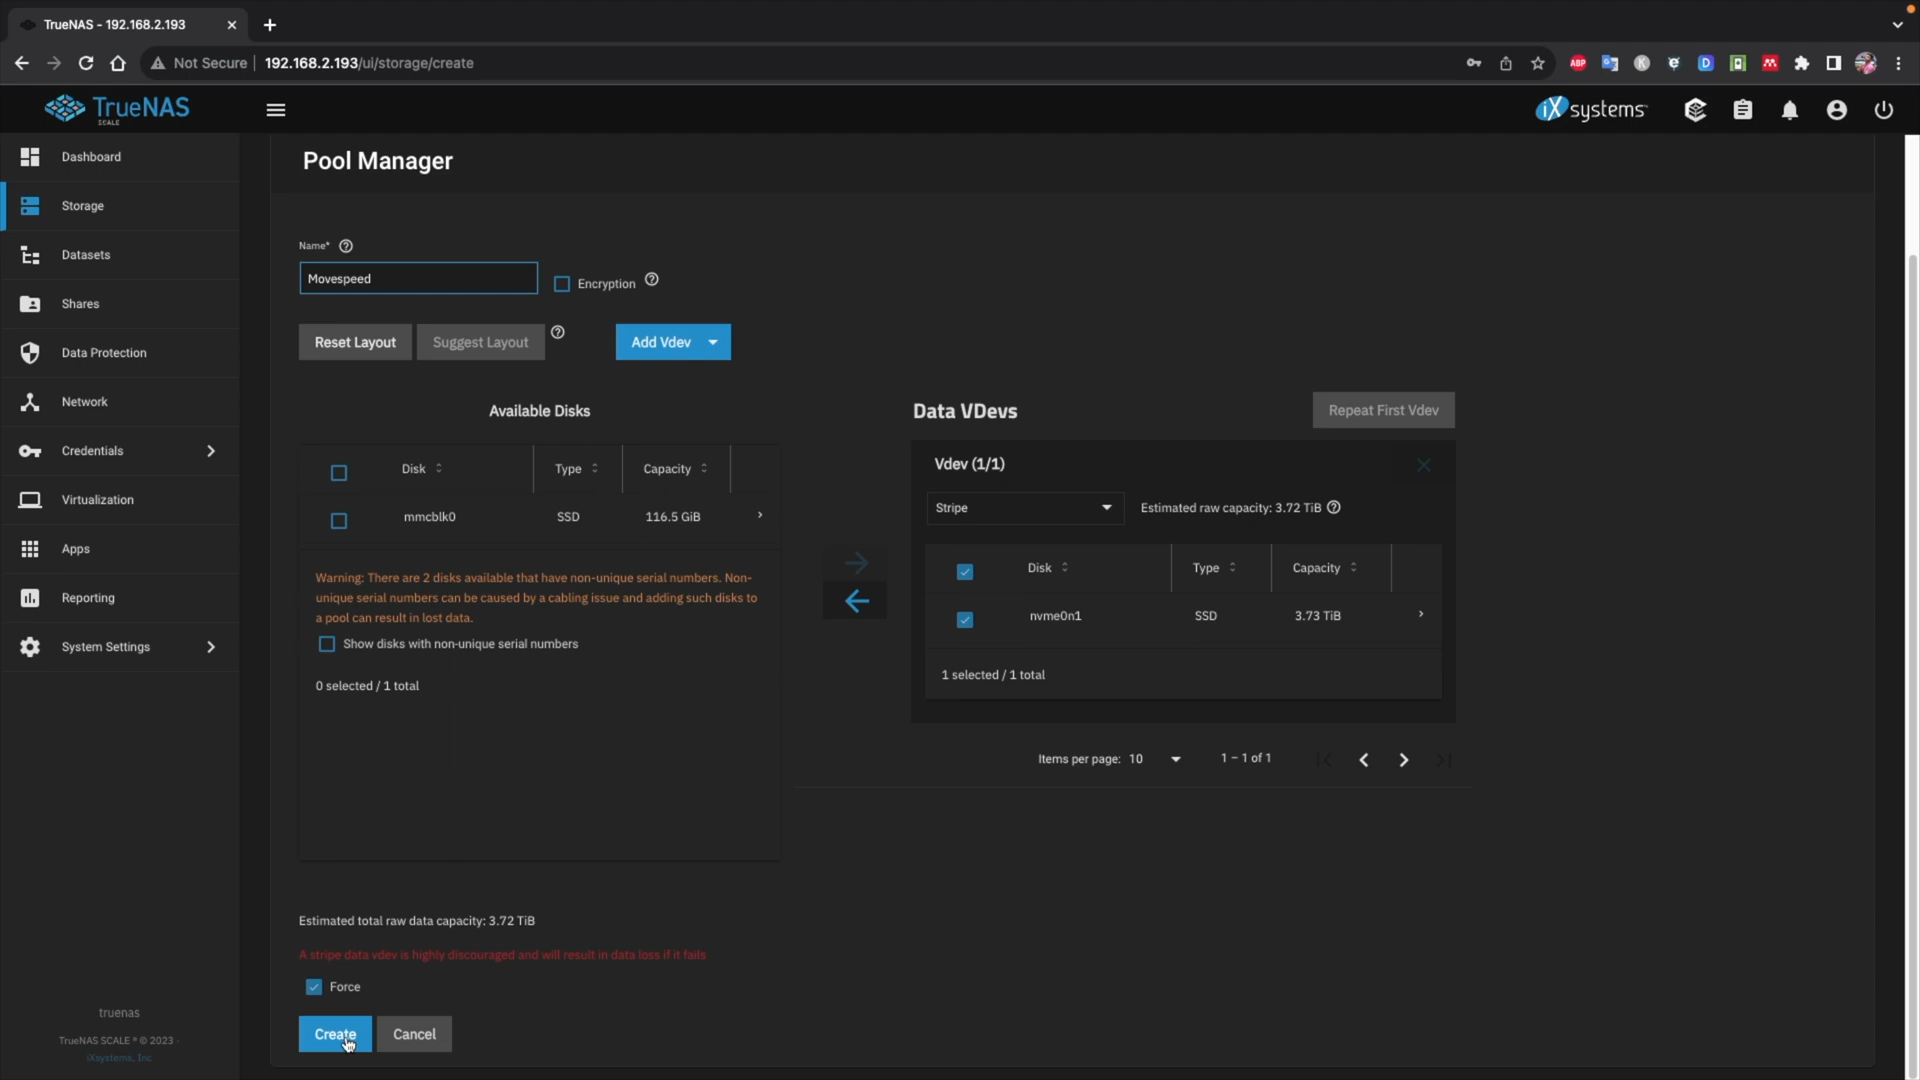 TrueNAS - 192.168.2.193
Not Secure
192.168.2.193/ui/storage/create
TrueNAS
SCALE
iXsystems
Dashboard
Storage
Datasets
Shares
Data Protection
Network
Credentials
Virtualization
Apps
Reporting
System Settings
truenas
TrueNAS SCALE ® © 2023 -
iXsystems, Inc
Pool Manager
Name*
Movespeed
Encryption
Reset Layout
Suggest Layout
Add Vdev
Available Disks
Disk
Type
Capacity
mmcblk0
SSD
116.5 GiB
Warning: There are 2 disks available that have non-unique serial numbers. Non-
unique serial numbers can be caused by a cabling issue and adding such disks to
a pool can result in lost data.
Show disks with non-unique serial numbers
0 selected / 1 total
Data VDevs
Repeat First Vdev
Vdev (1/1)
Stripe
Estimated raw capacity: 3.72 TiB
Disk
Type
Capacity
nvme0n1
SSD
3.73 TiB
1 selected / 1 total
Items per page: 10
1 – 1 of 1
Estimated total raw data capacity: 3.72 TiB
A stripe data vdev is highly discouraged and will result in data loss if it fails
Force
Create
Cancel